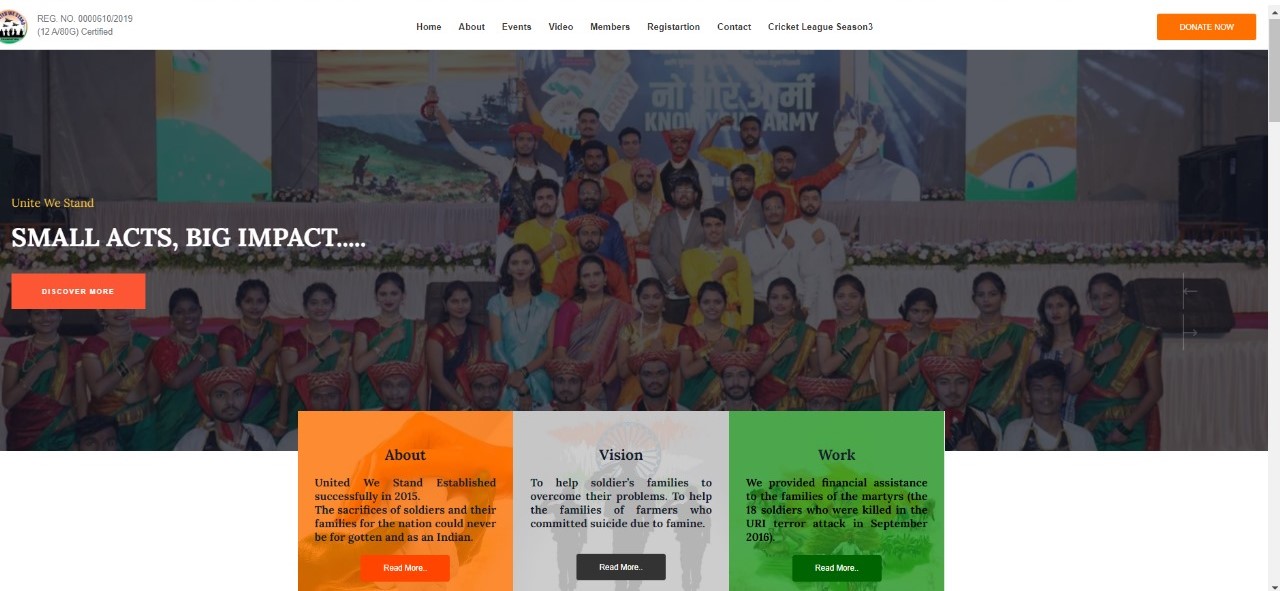 REG. NO. 0000610/2019
(12 A/80G) Certified
Home About Events Video Members Registartion Contact Cricket League Season3
DONATE NOW
नो
आर्मी
KNOW YOUR ARMY
ARMY
Unite We Stand
SMALL ACTS, BIG IMPACT.....
DISCOVER MORE
About
United We Stand Established
successfully in 2015.
The sacrifices of soldiers and their
families for the nation could never
be for gotten and as an Indian.
Read More..
Vision
To help soldier's families to
overcome their problems. To help
the families of farmers who
committed suicide due to famine.
Read More..
Work
We provided financial assistance
to the families of the martyrs (the
18 soldiers who were killed in the
URI terror attack in September
2016).
Read More..